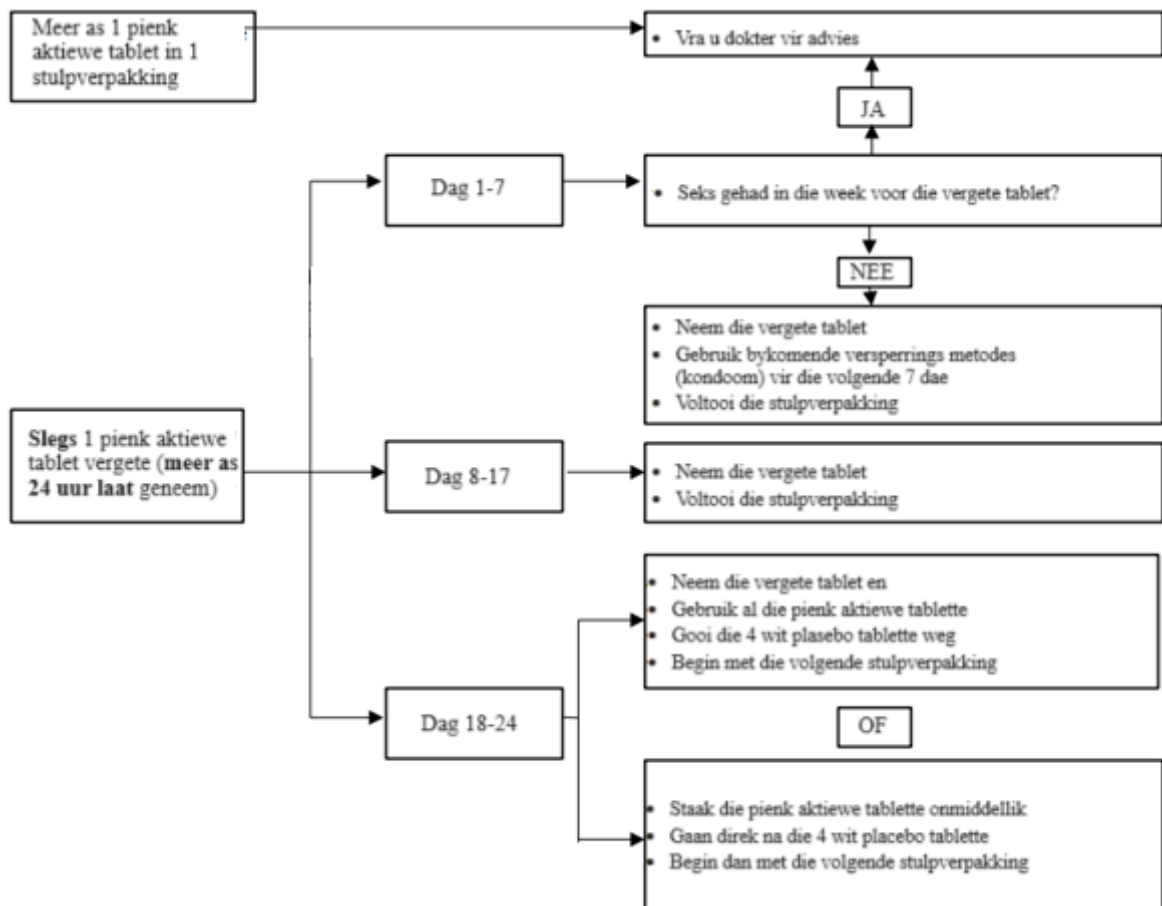 Meer as 1 pienk
aktiewe tablet in 1
stulpverpakking
• Vra u dokter vir advies
JA
Dag 1-7
• Seks gehad in die week voor die vergete tablet?
NEE
• Neem die vergete tablet
• Gebruik bykomende versperrings metodes
(kondoom) vir die volgende 7 dae
• Voltooi die stulpverpakking
Slegs 1 pienk aktiewe
tablet vergete (meer as
24 uur laat geneem)
Dag 8-17
• Neem die vergete tablet
• Voltooi die stulpverpakking
• Neem die vergete tablet en
• Gebruik al die pienk aktiewe tablette
• Gooi die 4 wit plasebo tablette weg
• Begin met die volgende stulpverpakking
Dag 18-24
OF
• Staak die pienk aktiewe tablette onmiddellik
• Gaan direk na die 4 wit placebo tablette
• Begin dan met die volgende stulpverpakking